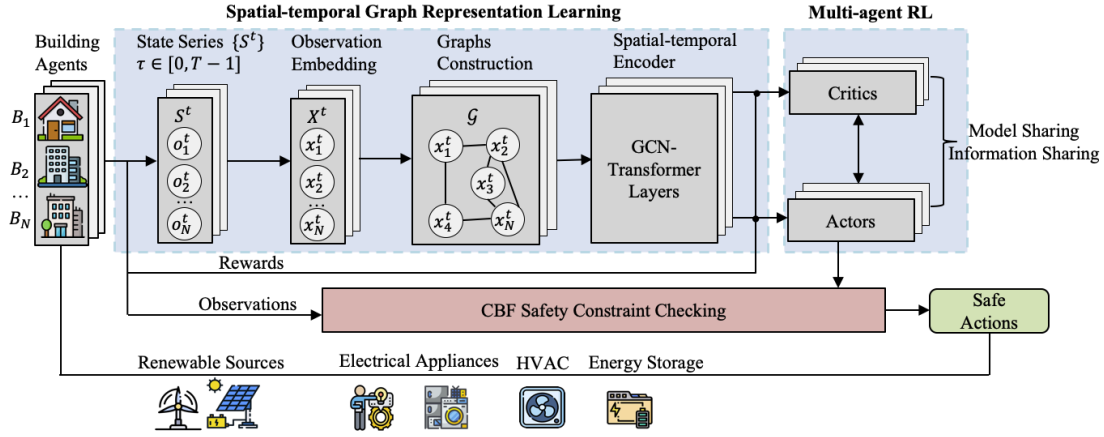 Spatial-temporal Graph Representation Learning
Multi-agent RL
Building
Agents
State Series {S^t}
τ ∈ [0, T − 1]
Observation
Embedding
Graphs
Construction
Spatial-temporal
Encoder
B_1
B_2
...
B_N
S^t
o_1^t
o_2^t
...
o_N^t
X^t
x_1^t
x_2^t
...
x_N^t
𝒢
x_1^t
x_2^t
x_3^t
x_4^t
x_N^t
GCN-
Transformer
Layers
Critics
Actors
Model Sharing
Information Sharing
Rewards
Observations
CBF Safety Constraint Checking
Safe
Actions
Renewable Sources
Electrical Appliances
HVAC
Energy Storage